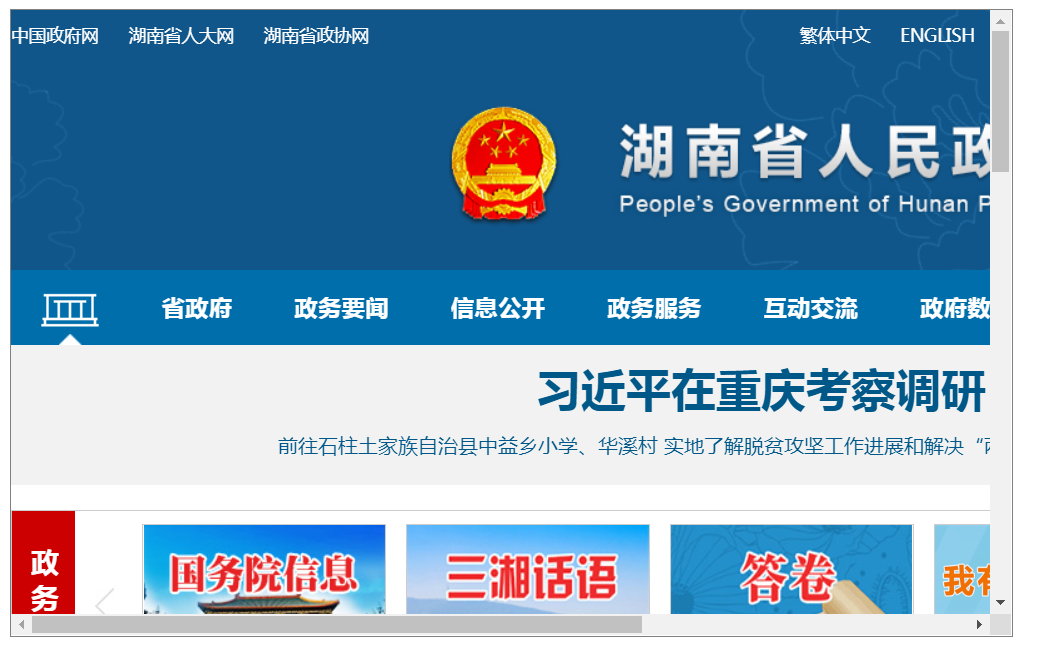 中国政府网 湖南省人大网 湖南省政协网 繁体中文 ENGLISH
湖南省人民政
People's Government of Hunan P
省政府 政务要闻 信息公开 政务服务 互动交流 政府数
习近平在重庆考察调研
前往石柱土家族自治县中益乡小学、华溪村 实地了解脱贫攻坚工作进展和解决“
政务
国务院信息 三湘话语 答卷 我有